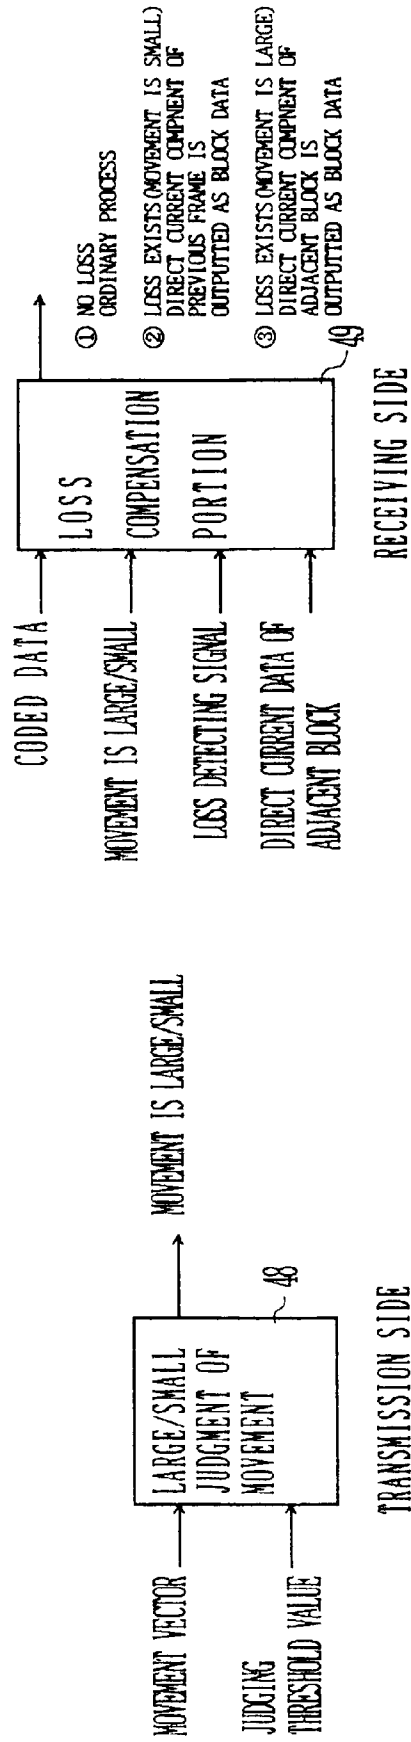 MOVEMENT VECTOR
JUDGING
THRESHOLD VALUE
LARGE/SMALL
JUDGMENT OF
MOVEMENT
48
MOVEMENT IS LARGE/SMALL
TRANSMISSION SIDE
CODED DATA
MOVEMENT IS LARGE/SMALL
LOSS DETECTING SIGNAL
DIRECT CURRENT DATA OF
ADJACENT BLOCK
LOSS
COMPENSATION
PORTION
49
① NO LOSS
ORDINARY PROCESS
② LOSS EXISTS(MOVEMENT IS SMALL)
DIRECT CURRENT COMPNENT OF
PREVIOUS FRAME IS
OUTPUTTED AS BLOCK DATA
③ LOSS EXISTS(MOVEMENT IS LARGE)
DIRECT CURRENT COMPNENT OF
ADJACENT BLOCK IS
OUTPUTTED AS BLOCK DATA
RECEIVING SIDE